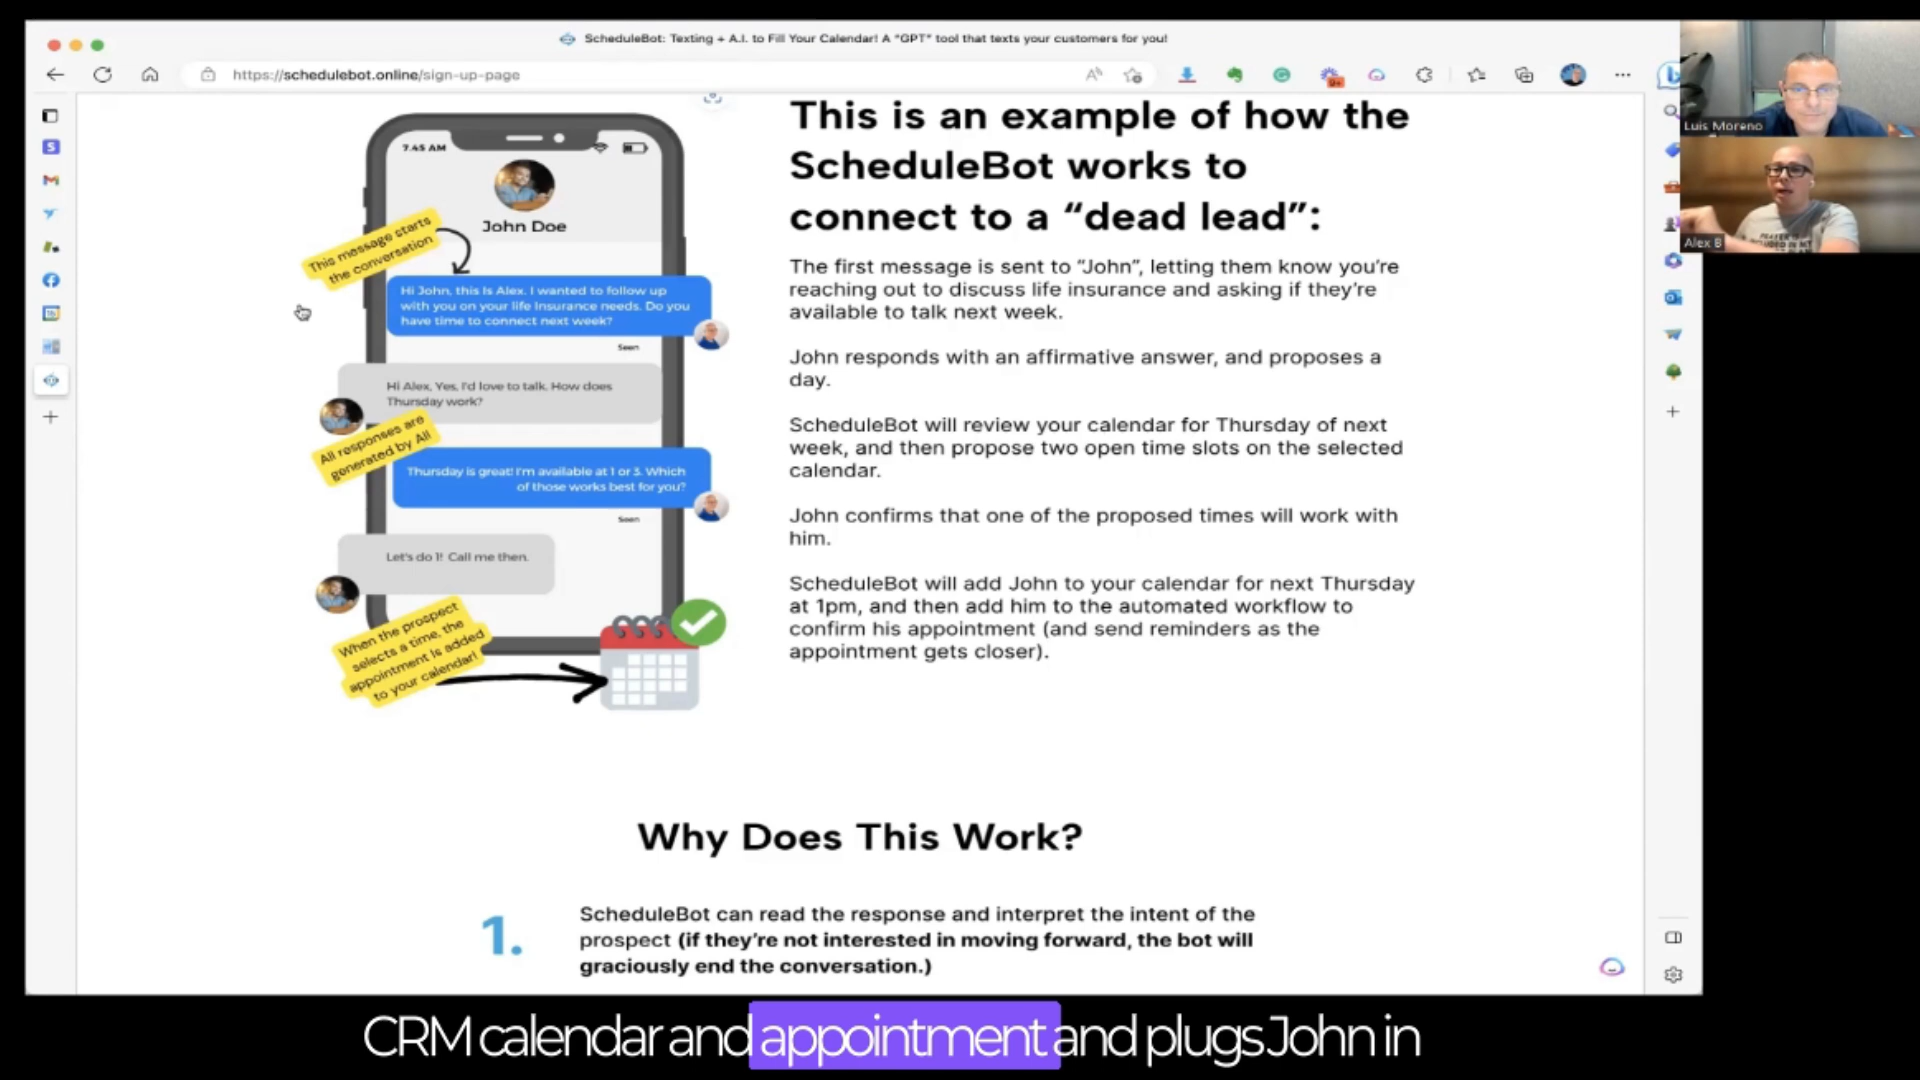 ScheduleBot: Texting + A.I. to Fill Your Calendar! A "GPT" tool that texts your customers for you!
https://schedulebot.online/sign-up-page
Luis Moreno
Alex B
7.45 AM
John Doe
This message starts
the conversation
Hi John, this is Alex. I wanted to follow up
with you on your life insurance needs. Do you
have time to connect next week?
Seen
Hi Alex, Yes, I'd love to talk. How does
Thursday work?
All responses are
generated by AI!
Thursday is great! I'm available at 1 or 3. Which
of those works best for you?
Seen
Let's do 1! Call me then.
When the prospect
selects a time, the
appointment is added
to your calendar!
This is an example of how the
ScheduleBot works to
connect to a “dead lead”:
The first message is sent to “John”, letting them know you’re
reaching out to discuss life insurance and asking if they’re
available to talk next week.
John responds with an affirmative answer, and proposes a
day.
ScheduleBot will review your calendar for Thursday of next
week, and then propose two open time slots on the selected
calendar.
John confirms that one of the proposed times will work with
him.
ScheduleBot will add John to your calendar for next Thursday
at 1pm, and then add him to the automated workflow to
confirm his appointment (and send reminders as the
appointment gets closer).
Why Does This Work?
1.
ScheduleBot can read the response and interpret the intent of the
prospect (if they’re not interested in moving forward, the bot will
graciously end the conversation.)
CRM calendar and appointment and plugs John in